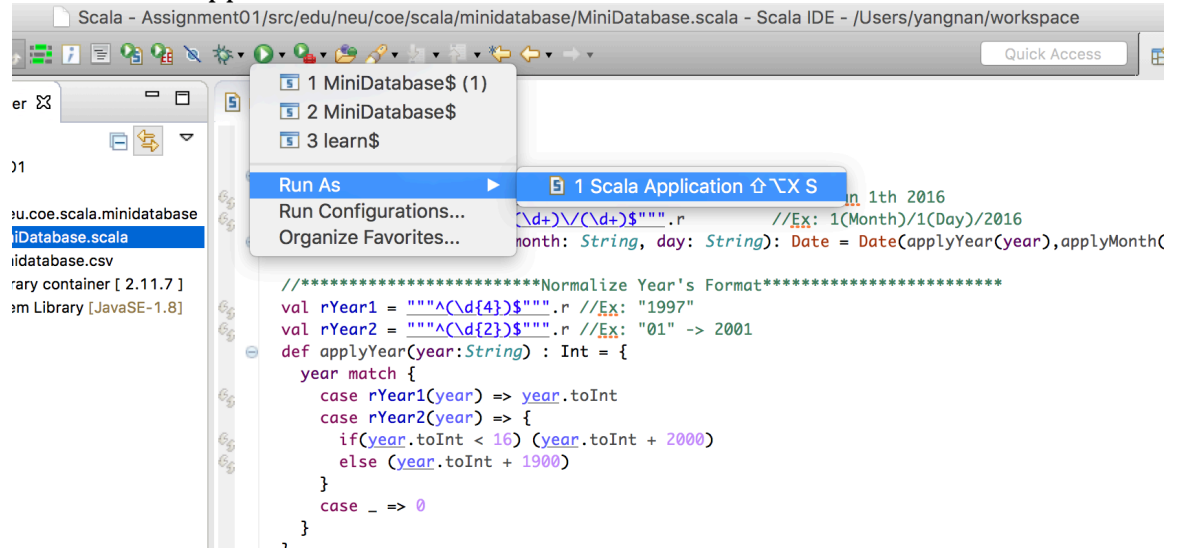 Scala - Assignment01/src/edu/neu/coe/scala/minidatabase/MiniDatabase.scala - Scala IDE - /Users/yangnan/workspace
Quick Access
er
1 MiniDatabase$ (1)
2 MiniDatabase$
3 learn$
Run As
1 Scala Application ⇧⌥X S
Run Configurations...
Organize Favorites...
01
eu.coe.scala.minidatabase
niDatabase.scala
nidatabase.csv
rary container [ 2.11.7 ]
em Library [JavaSE-1.8]
un 1th 2016
(\d+)\/(\d+)$""".r //Ex: 1(Month)/1(Day)/2016
month: String, day: String): Date = Date(applyYear(year),applyMonth(
//*************************Normalize Year's Format*************************
val rYear1 = """^(\d{4})$""".r //Ex: "1997"
val rYear2 = """^(\d{2})$""".r //Ex: "01" -> 2001
def applyYear(year:String) : Int = {
year match {
case rYear1(year) => year.toInt
case rYear2(year) => {
if(year.toInt < 16) (year.toInt + 2000)
else (year.toInt + 1900)
}
case _ => 0
}